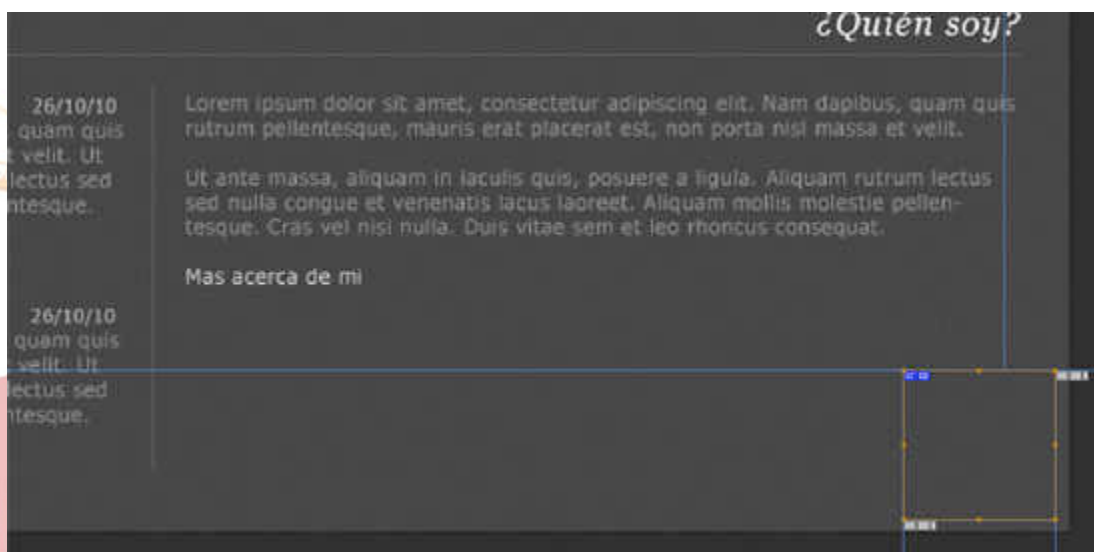 ¿Quién soy?
26/10/10
quam quis
t velit. Ut
lectus sed
ntesque.
26/10/10
quam quis
velit. Ut
lectus sed
ntesque.
Lorem ipsum dolor sit amet, consectetur adipiscing elit. Nam dapibus, quam quis
rutrum pellentesque, mauris erat placerat est, non porta nisl massa et velit.
Ut ante massa, aliquam in iaculis quis, posuere a ligula. Aliquam rutrum lectus
sed nulla congue et venenatis lacus laoreet. Aliquam mollis molestie pellen-
tesque. Cras vel nisi nulla. Duis vitae sem et leo rhoncus consequat.
Mas acerca de mi